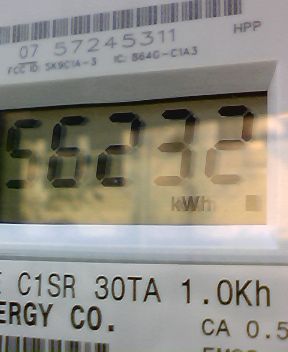 07 57245311
HPP
FCC ID: SK9C1A-3 IC: 864G-C1A3
56232
kWh
C1SR 30TA 1.0Kh
ERGY CO.
CA 0.5